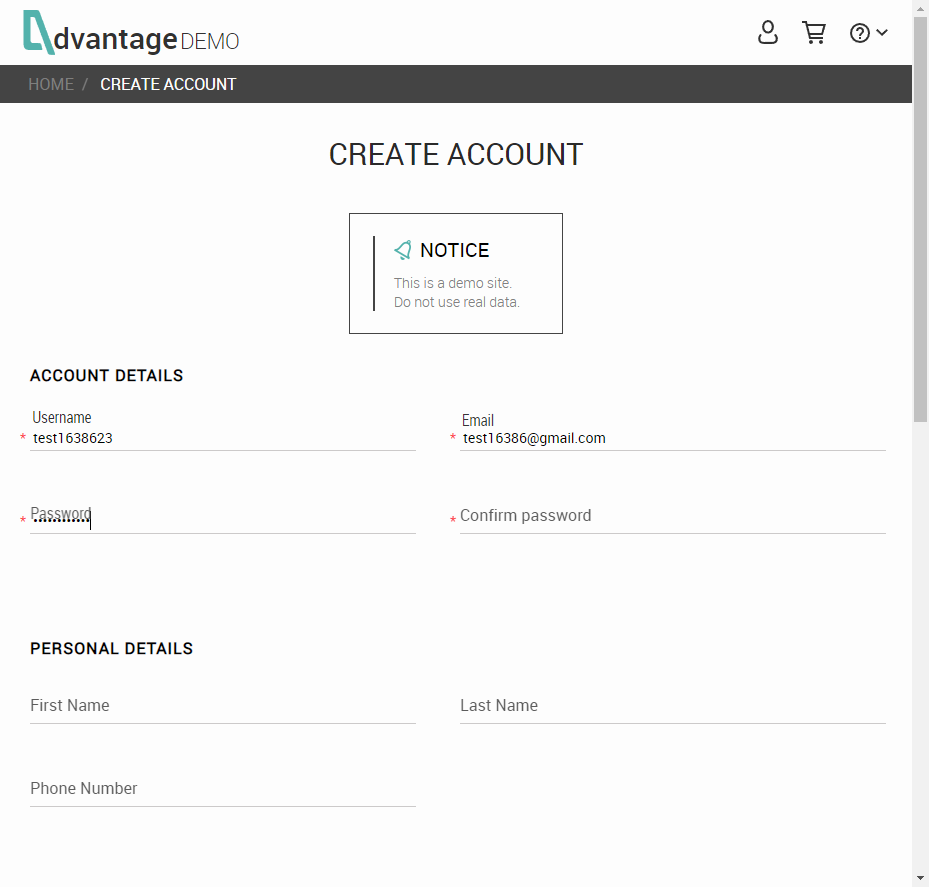 dvantage DEMO
HOME / CREATE ACCOUNT
CREATE ACCOUNT
NOTICE
This is a demo site.
Do not use real data.
ACCOUNT DETAILS
Username
* test1638623
Email
* test16386@gmail.com
* Password
* Confirm password
PERSONAL DETAILS
First Name
Last Name
Phone Number